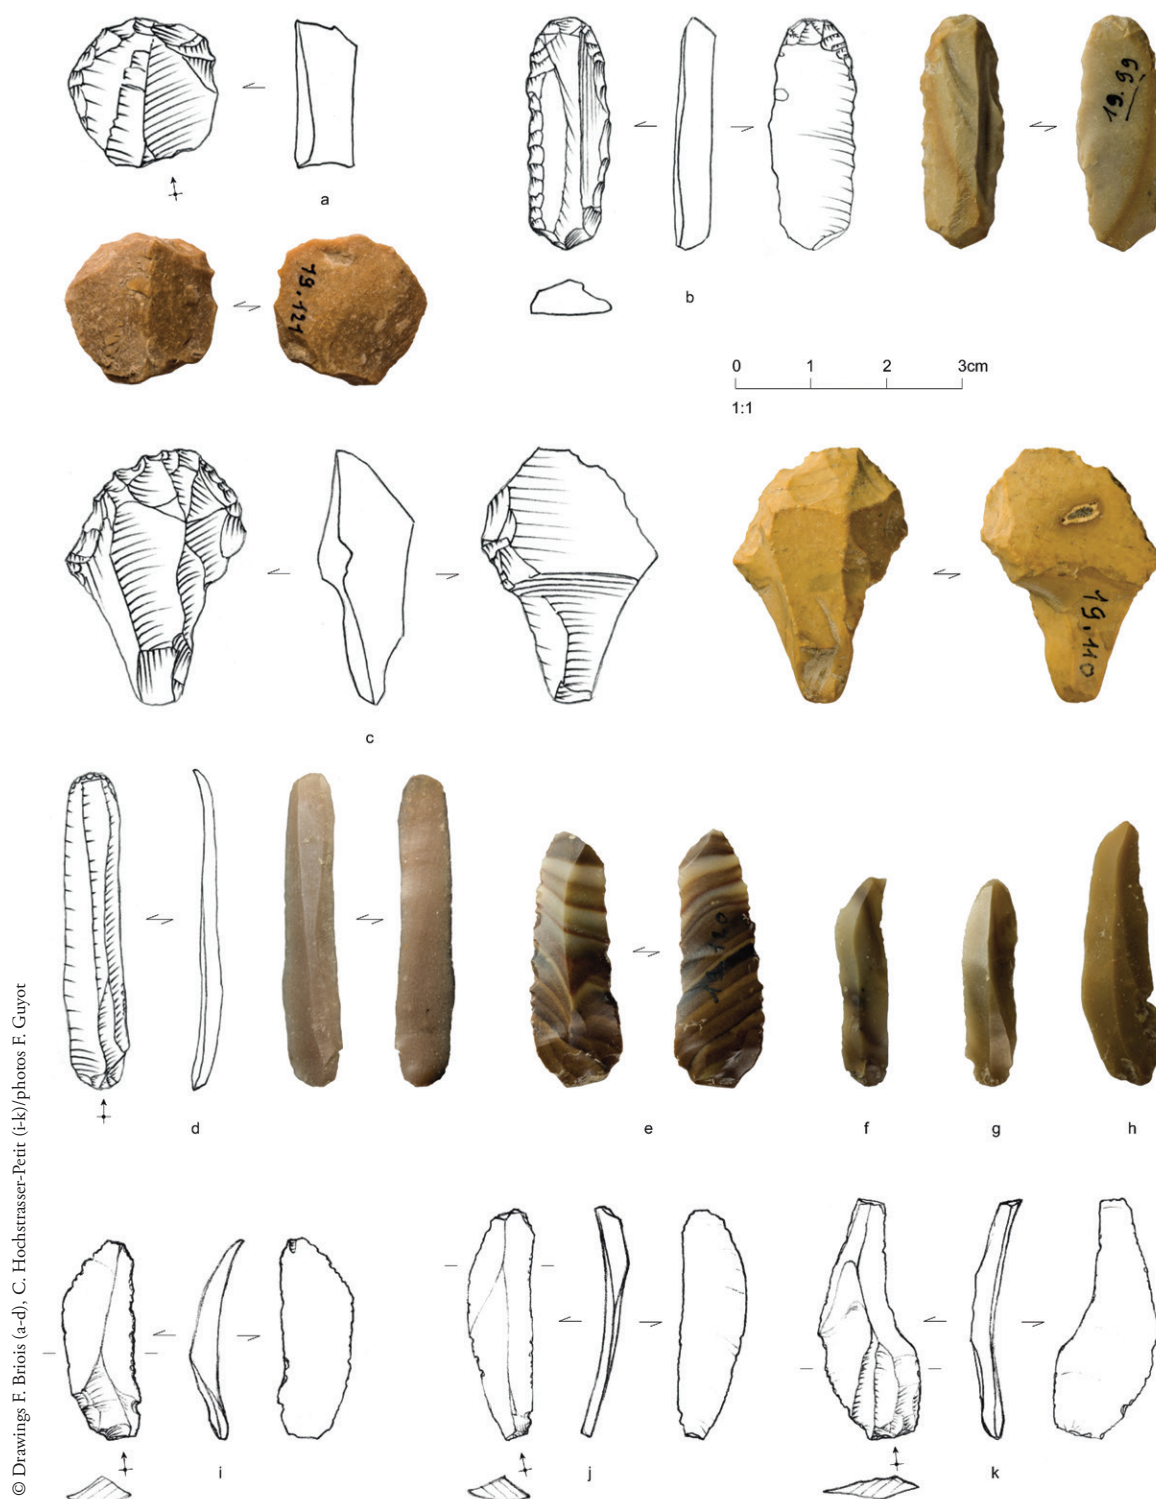 a
19.99
b
19.121
0 1 2 3cm
1:1
19.110
c
d
e
f
g
h
i
j
k
© Drawings F. Briois (a-d), C. Hochstrasser-Petit (i-k)/photos F. Guyot